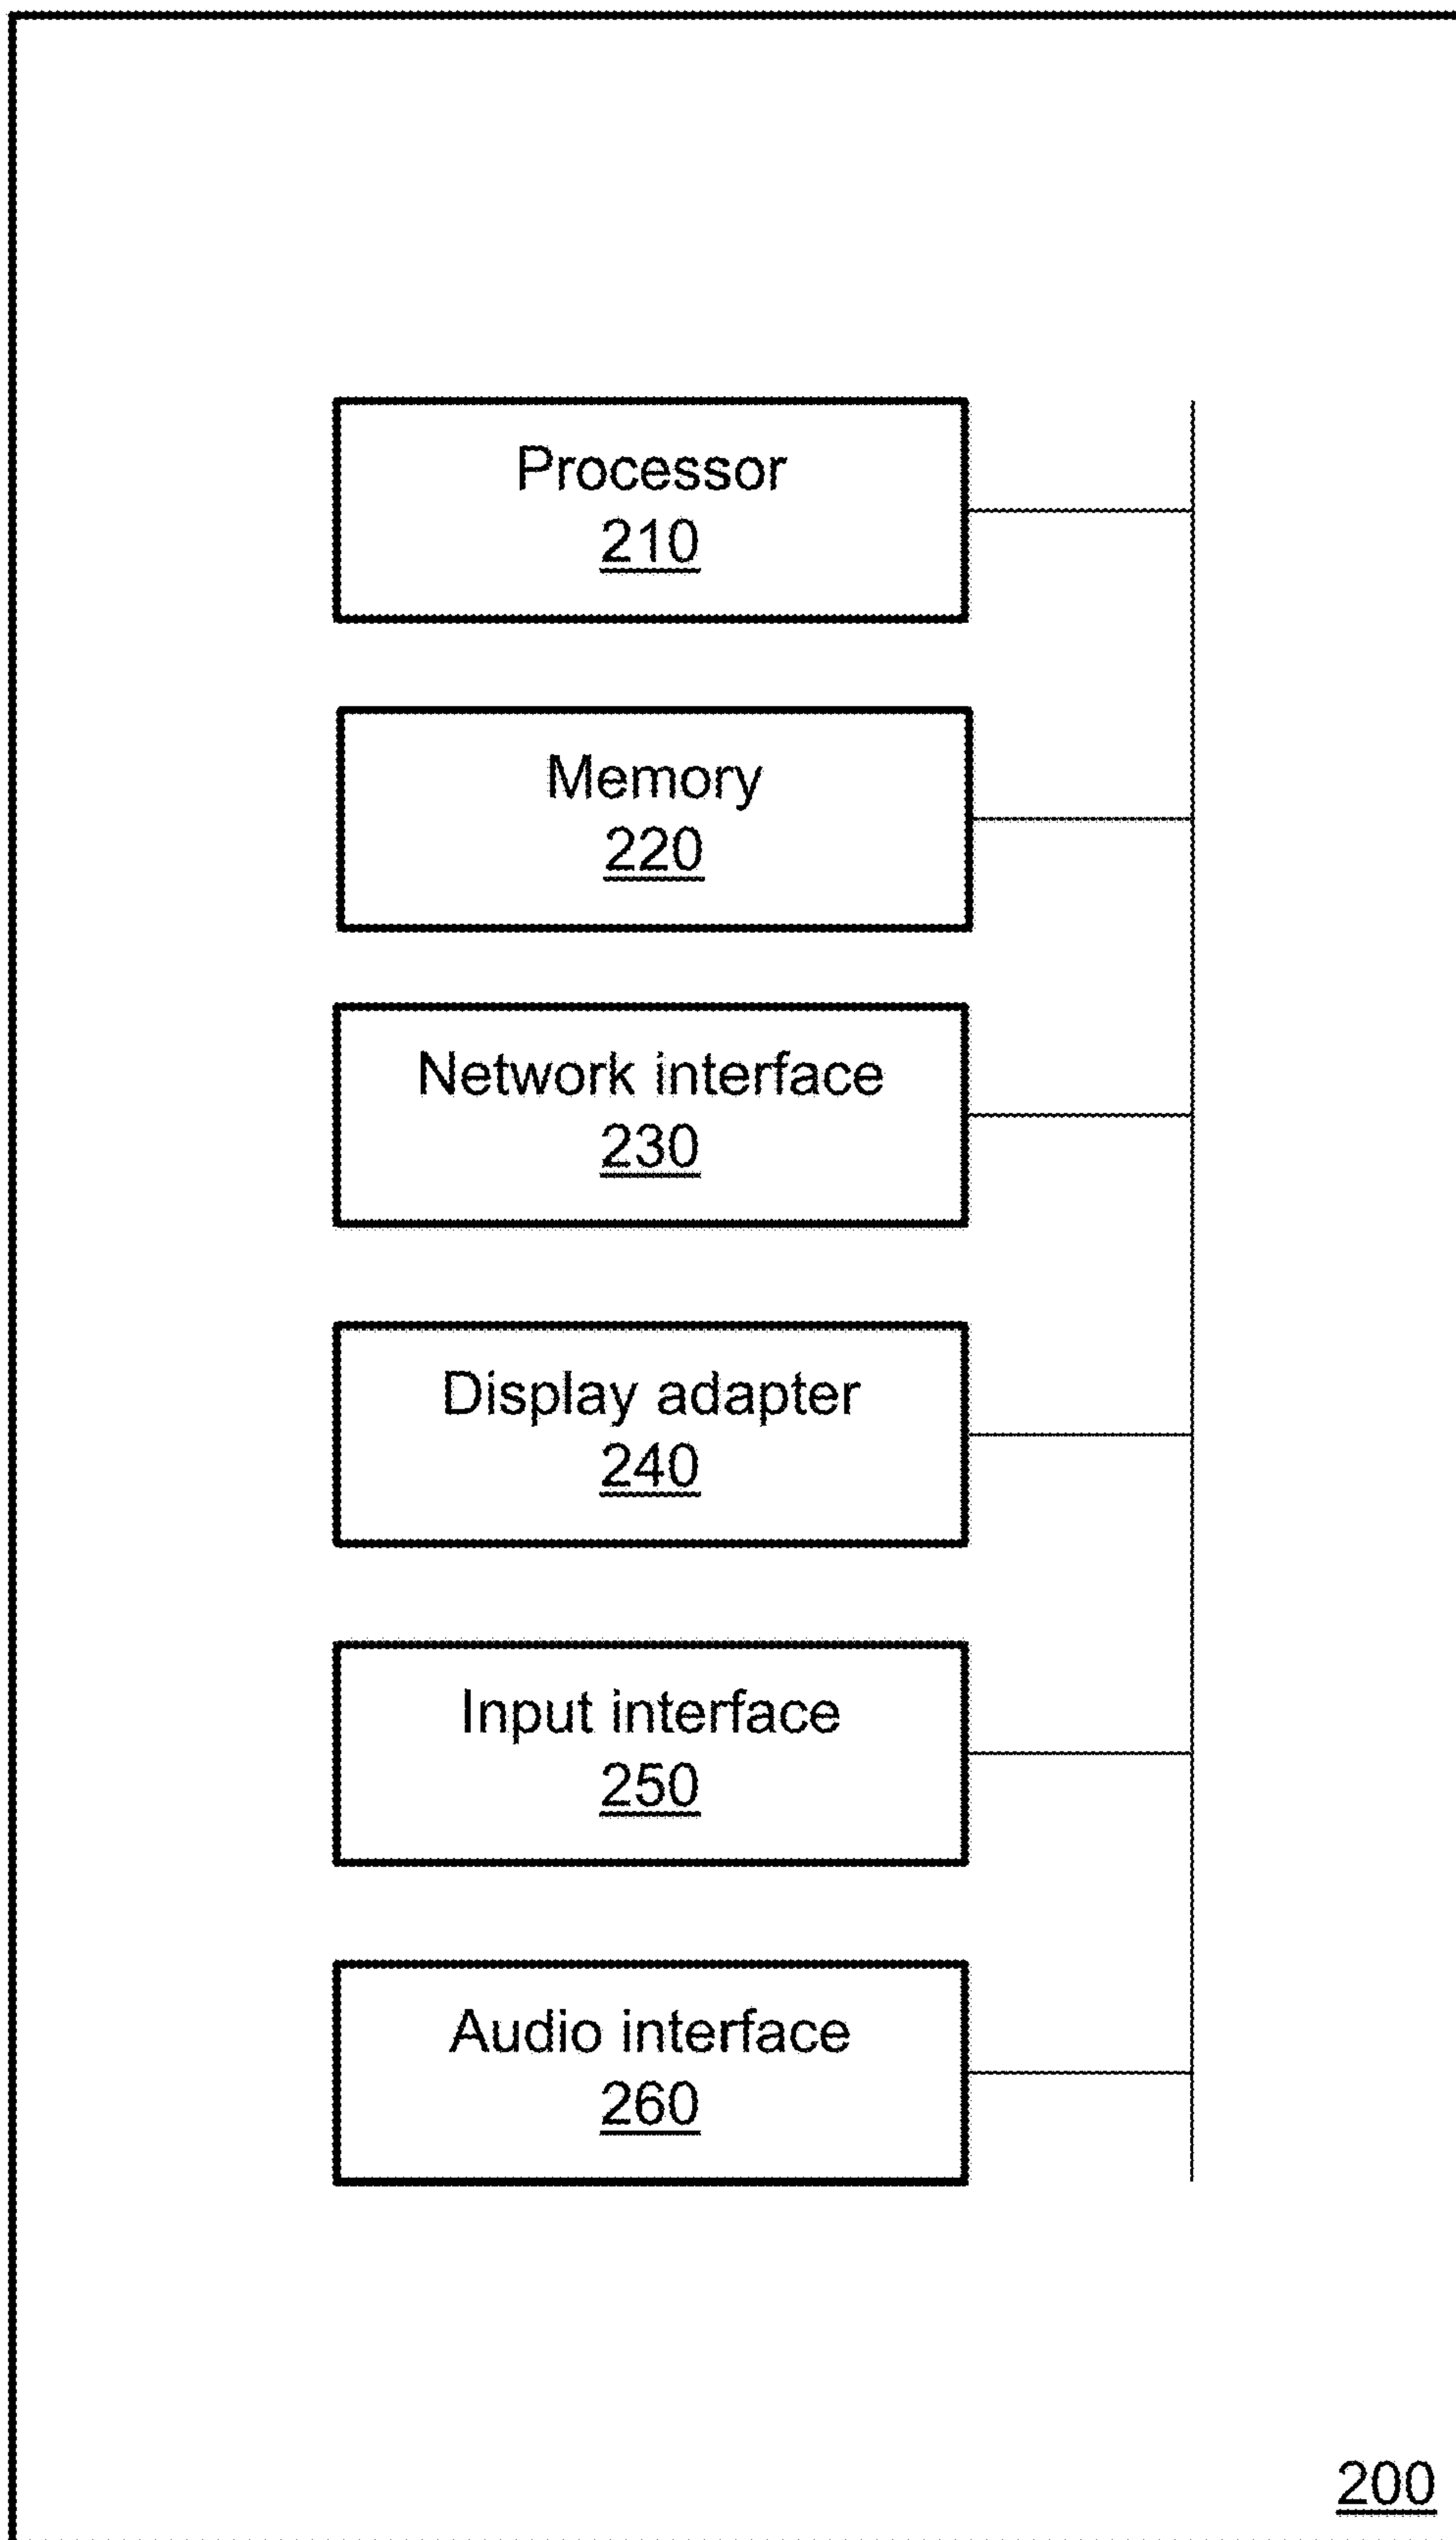 Processor
210
Memory
220
Network interface
230
Display adapter
240
Input interface
250
Audio interface
260
200